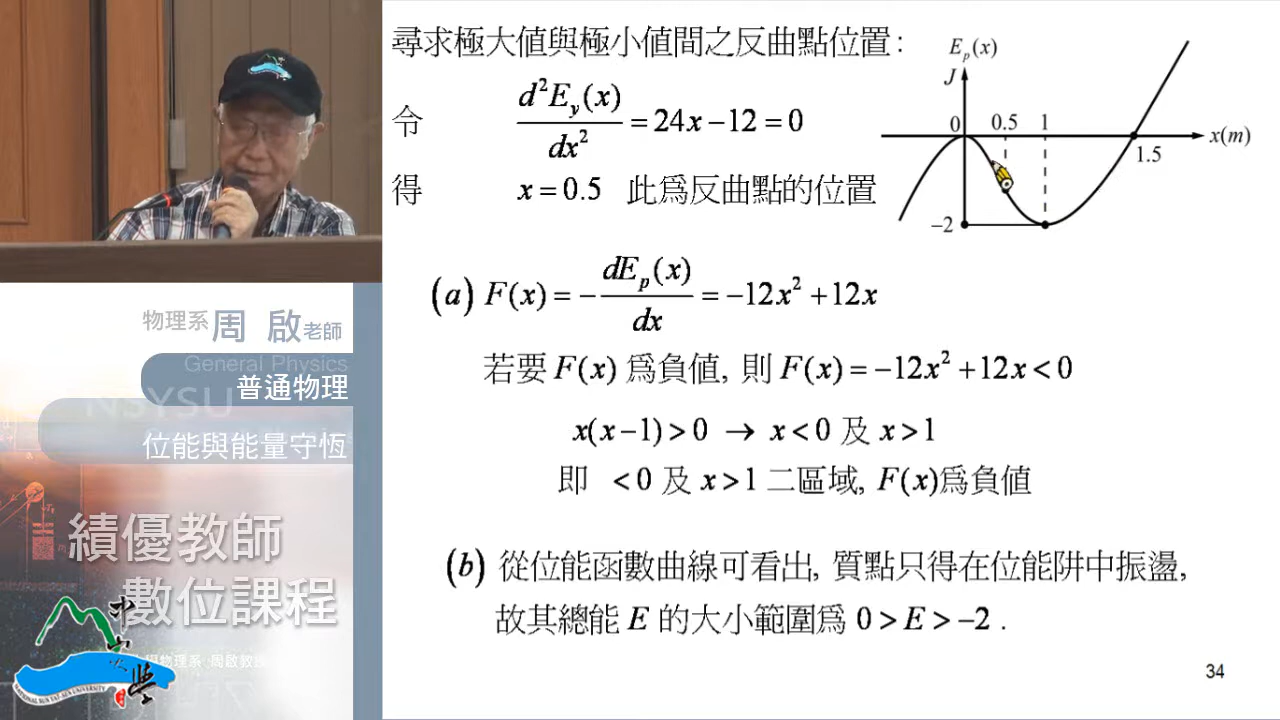 尋求極大值與極小值間之反曲點位置:
令 d²E_y(x)/dx² = 24x − 12 = 0
得 x = 0.5 此為反曲點的位置
E_p(x)
J
0 0.5 1
x(m)
1.5
−2
(a) F(x) = − dE_p(x)/dx = −12x² + 12x
若要 F(x) 為負值, 則 F(x) = −12x² + 12x < 0
x(x − 1) > 0 → x < 0 及 x > 1
即 < 0 及 x > 1 二區域, F(x)為負值
(b) 從位能函數曲線可看出, 質點只得在位能阱中振盪,
故其總能 E 的大小範圍為 0 > E > −2 .
34
物理系 周 啟 老師
General Physics
普通物理
NSYSU
位能與能量守恆
績優教師
數位課程
中山大學
NATIONAL SUN YAT-SEN UNIVERSITY